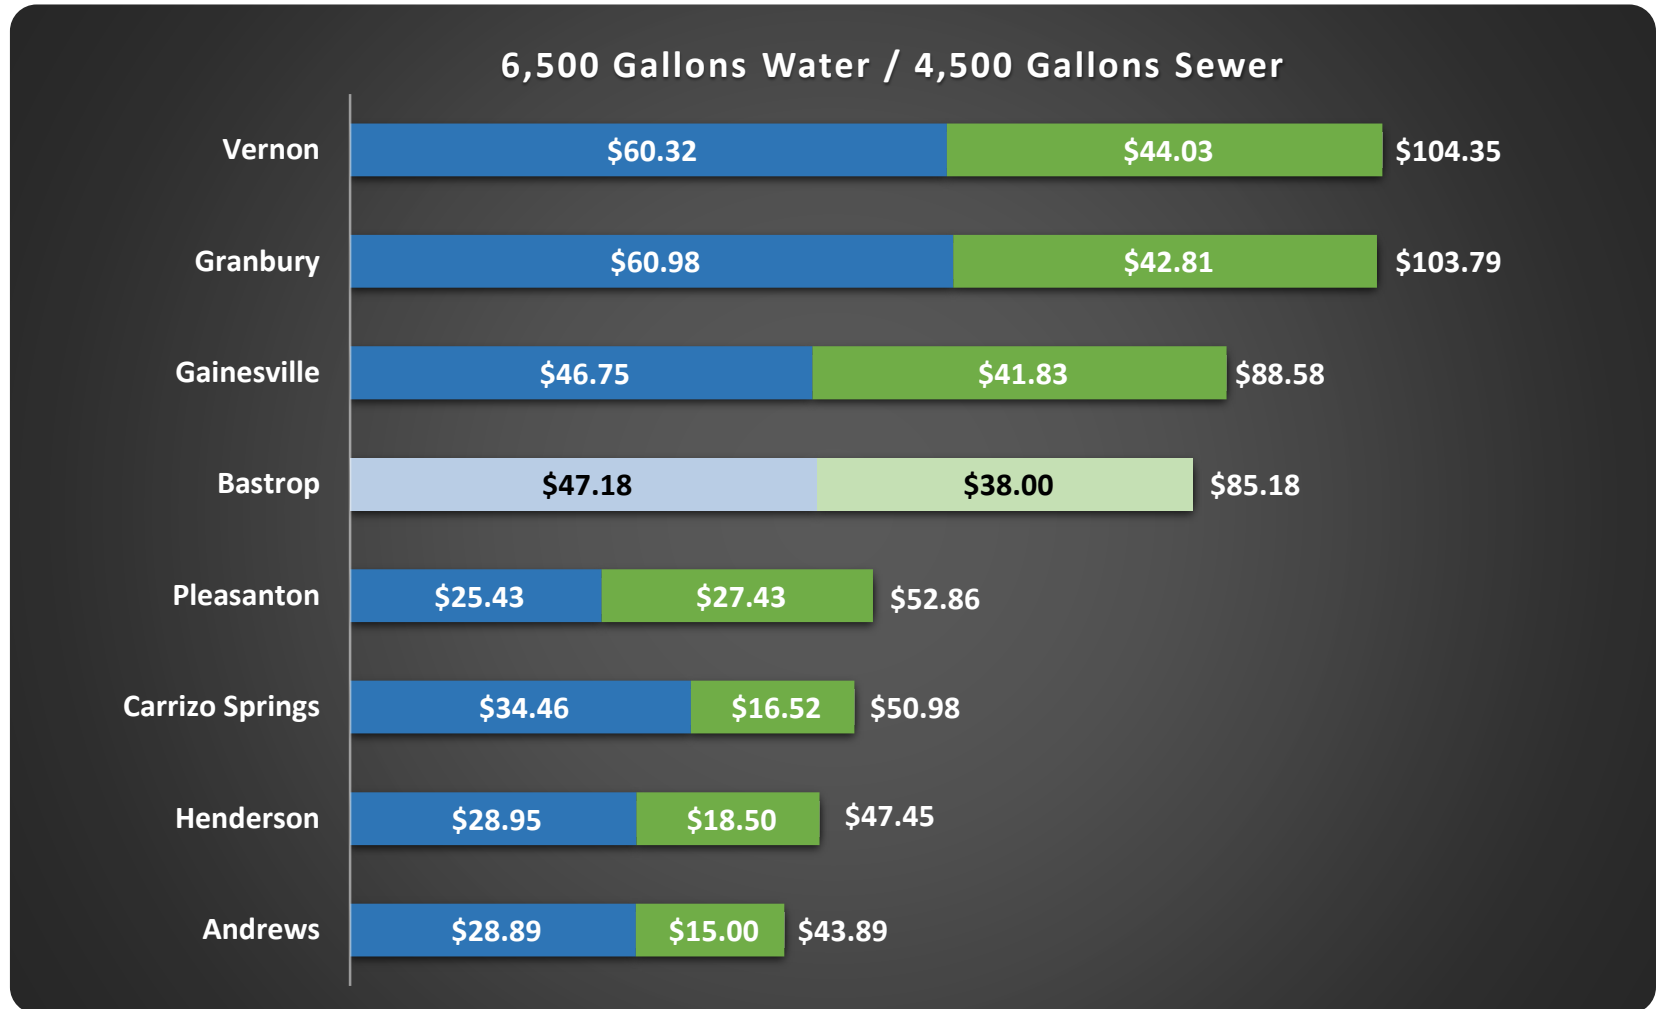 6,500 Gallons Water / 4,500 Gallons Sewer
Vernon $60.32 $44.03 $104.35
Granbury $60.98 $42.81 $103.79
Gainesville $46.75 $41.83 $88.58
Bastrop $47.18 $38.00 $85.18
Pleasanton $25.43 $27.43 $52.86
Carrizo Springs $34.46 $16.52 $50.98
Henderson $28.95 $18.50 $47.45
Andrews $28.89 $15.00 $43.89